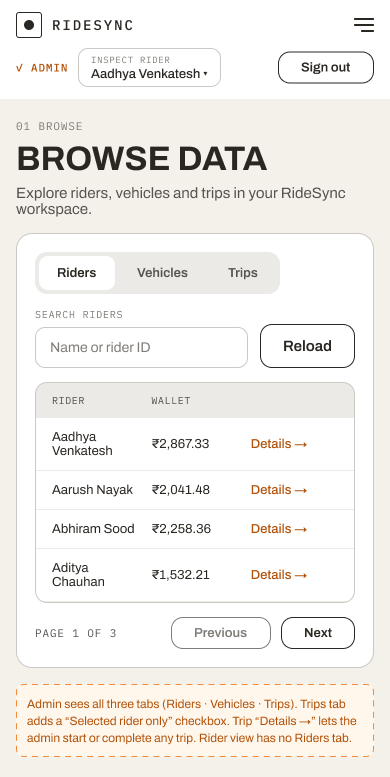 RIDESYNC
√ ADMIN
INSPECT RIDER
Aadhya Venkatesh ▾
Sign out
01 BROWSE
BROWSE DATA
Explore riders, vehicles and trips in your RideSync
workspace.
Riders Vehicles Trips
SEARCH RIDERS
Name or rider ID
Reload
RIDER WALLET
Aadhya
Venkatesh
₹2,867.33 Details →
Aarush Nayak ₹2,041.48 Details →
Abhiram Sood ₹2,258.36 Details →
Aditya
Chauhan
₹1,532.21 Details →
PAGE 1 OF 3 Previous Next
Admin sees all three tabs (Riders · Vehicles · Trips). Trips tab
adds a “Selected rider only” checkbox. Trip “Details →” lets the
admin start or complete any trip. Rider view has no Riders tab.